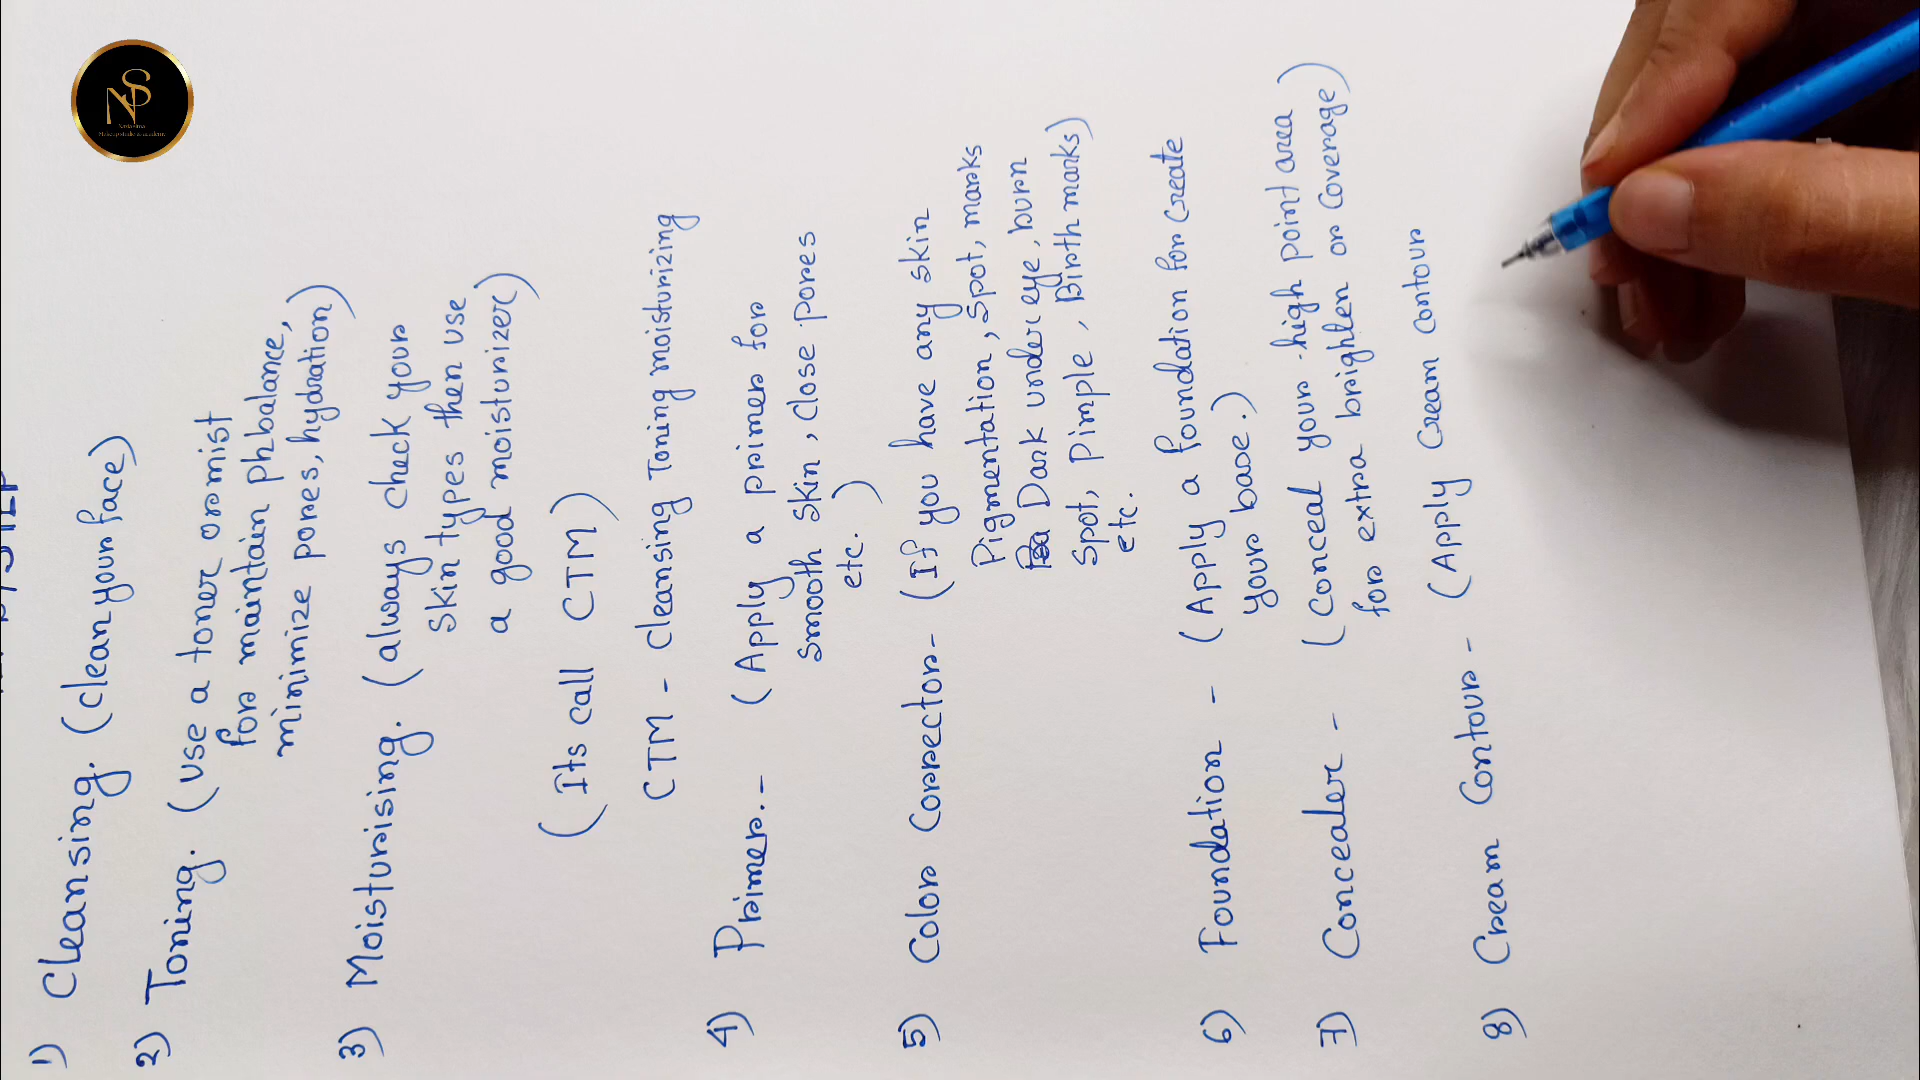 NS
1) Cleansing. (clean your face)
2) Toning. (use a toner or mist
for maintain ph balance,
minimize pores, hydration)
3) Moisturising. (always check your
skin types then use
a good moisturizer)
(Its call CTM)
CTM - cleansing Toning moisturizing
4) Primer. - (Apply a primer for
smooth skin, close pores
etc.)
5) Color Corrector - (If you have any skin
Pigmentation, spot, marks
Dark under eye, burn
spot, pimple, Birth marks)
etc.
6) Foundation - (Apply a foundation for create
your base.)
7) Concealer - (conceal your high point area)
for extra brighten or coverage)
8) Cream Contour - (Apply cream contour